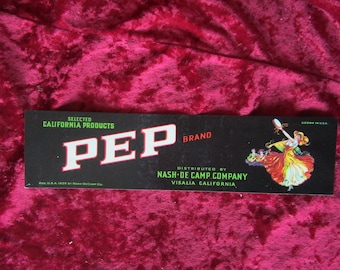 SELECTED
CALIFORNIA PRODUCTS
PEP
BRAND
DISTRIBUTED BY
NASH-DE CAMP COMPANY
VISALIA CALIFORNIA